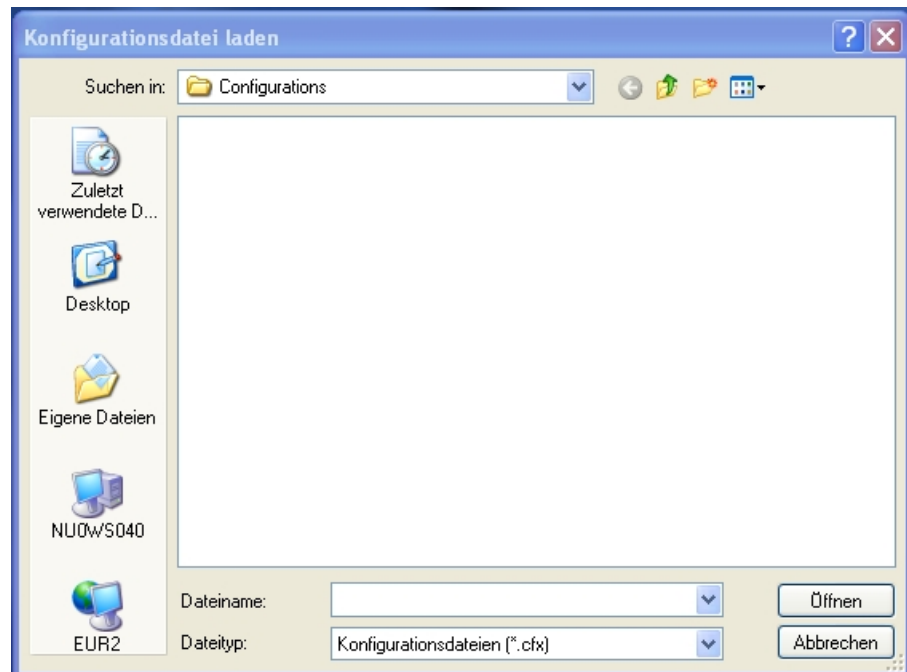 Konfigurationsdatei laden
Suchen in:
Configurations
Zuletzt
verwendete D...
Desktop
Eigene Dateien
NU0WS040
EUR2
Dateiname:
Öffnen
Dateityp:
Konfigurationsdateien (*.cfx)
Abbrechen